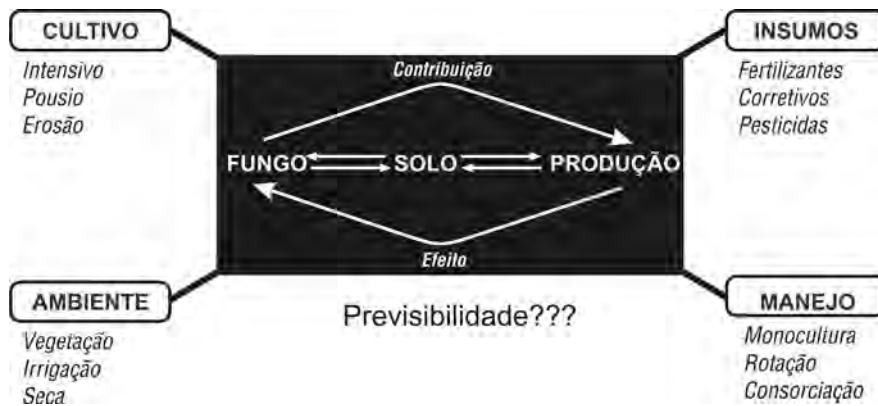 CULTIVO
Intensivo
Pousio
Erosão
INSUMOS
Fertilizantes
Corretivos
Pesticidas
Contribuição
FUNGO SOLO PRODUÇÃO
Efeito
AMBIENTE
Vegetação
Irrigação
Seca
Previsibilidade???
MANEJO
Monocultura
Rotação
Consorciação